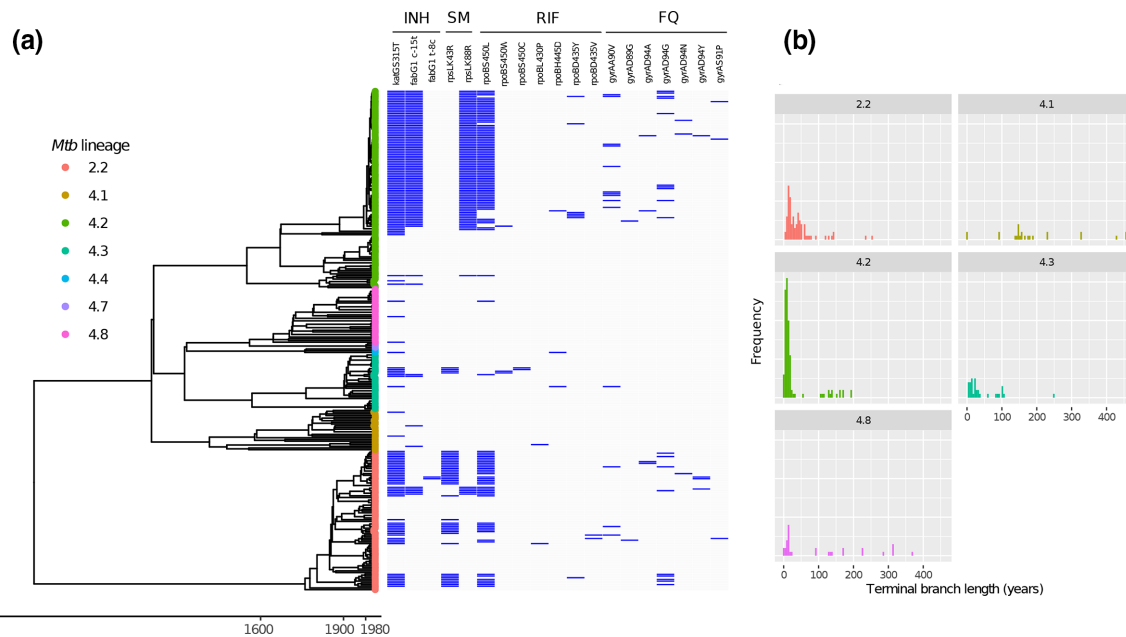 (a)
INH SM RIF FQ
katGS315T fabG1 c-15t fabG1 t-8c rpsLK43R rpsLK88R rpoBS450L rpoBS450W rpoBS450C rpoBL430P rpoBH445D rpoBD435Y rpoBD435V gyrAA90V gyrAD89G gyrAD94A gyrAD94G gyrAD94N gyrAD94Y gyrAS91P
Mtb lineage
2.2
4.1
4.2
4.3
4.4
4.7
4.8
1600 1900 1980
(b)
2.2 4.1
4.2 4.3
0 100 200 300 400
4.8
0 100 200 300 400
Frequency
Terminal branch length (years)